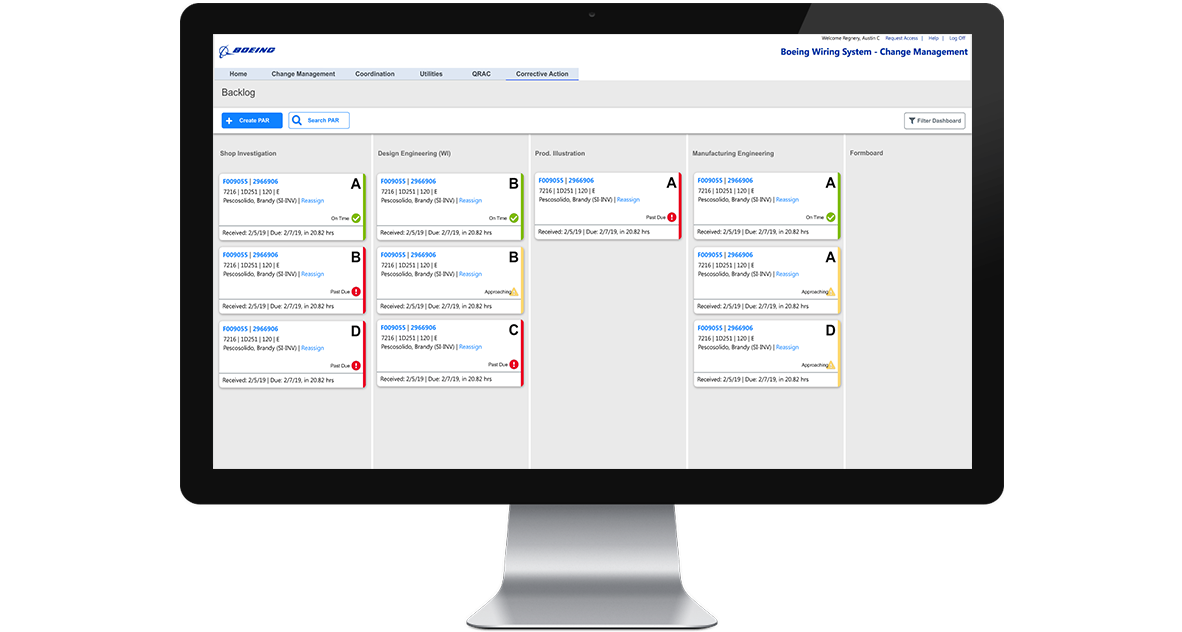 Welcome Regnery, Austin C Request Access | Help | Log Off
BOEING
Boeing Wiring System - Change Management
Home Change Management Coordination Utilities QRAC Corrective Action
Backlog
Create PAR Search PAR Filter Dashboard
Shop Investigation
F009055 | 2966906 A
7216 | 1D251 | 120 | E
Pescosolido, Brandy (SI-INV) | Reassign
On Time
Received: 2/5/19 | Due: 2/7/19, in 20.82 hrs
F009055 | 2966906 B
7216 | 1D251 | 120 | E
Pescosolido, Brandy (SI-INV) | Reassign
Past Due
Received: 2/5/19 | Due: 2/7/19, in 20.82 hrs
F009055 | 2966906 D
7216 | 1D251 | 120 | E
Pescosolido, Brandy (SI-INV) | Reassign
Past Due
Received: 2/5/19 | Due: 2/7/19, in 20.82 hrs
Design Engineering (WI)
F009055 | 2966906 B
7216 | 1D251 | 120 | E
Pescosolido, Brandy (SI-INV) | Reassign
On Time
Received: 2/5/19 | Due: 2/7/19, in 20.82 hrs
F009055 | 2966906 B
7216 | 1D251 | 120 | E
Pescosolido, Brandy (SI-INV) | Reassign
Approaching
Received: 2/5/19 | Due: 2/7/19, in 20.82 hrs
F009055 | 2966906 C
7216 | 1D251 | 120 | E
Pescosolido, Brandy (SI-INV) | Reassign
Past Due
Received: 2/5/19 | Due: 2/7/19, in 20.82 hrs
Prod. Illustration
F009055 | 2966906 A
7216 | 1D251 | 120 | E
Pescosolido, Brandy (SI-INV) | Reassign
Past Due
Received: 2/5/19 | Due: 2/7/19, in 20.82 hrs
Manufacturing Engineering
F009055 | 2966906 A
7216 | 1D251 | 120 | E
Pescosolido, Brandy (SI-INV) | Reassign
On Time
Received: 2/5/19 | Due: 2/7/19, in 20.82 hrs
F009055 | 2966906 A
7216 | 1D251 | 120 | E
Pescosolido, Brandy (SI-INV) | Reassign
Approaching
Received: 2/5/19 | Due: 2/7/19, in 20.82 hrs
F009055 | 2966906 D
7216 | 1D251 | 120 | E
Pescosolido, Brandy (SI-INV) | Reassign
Approaching
Received: 2/5/19 | Due: 2/7/19, in 20.82 hrs
Formboard